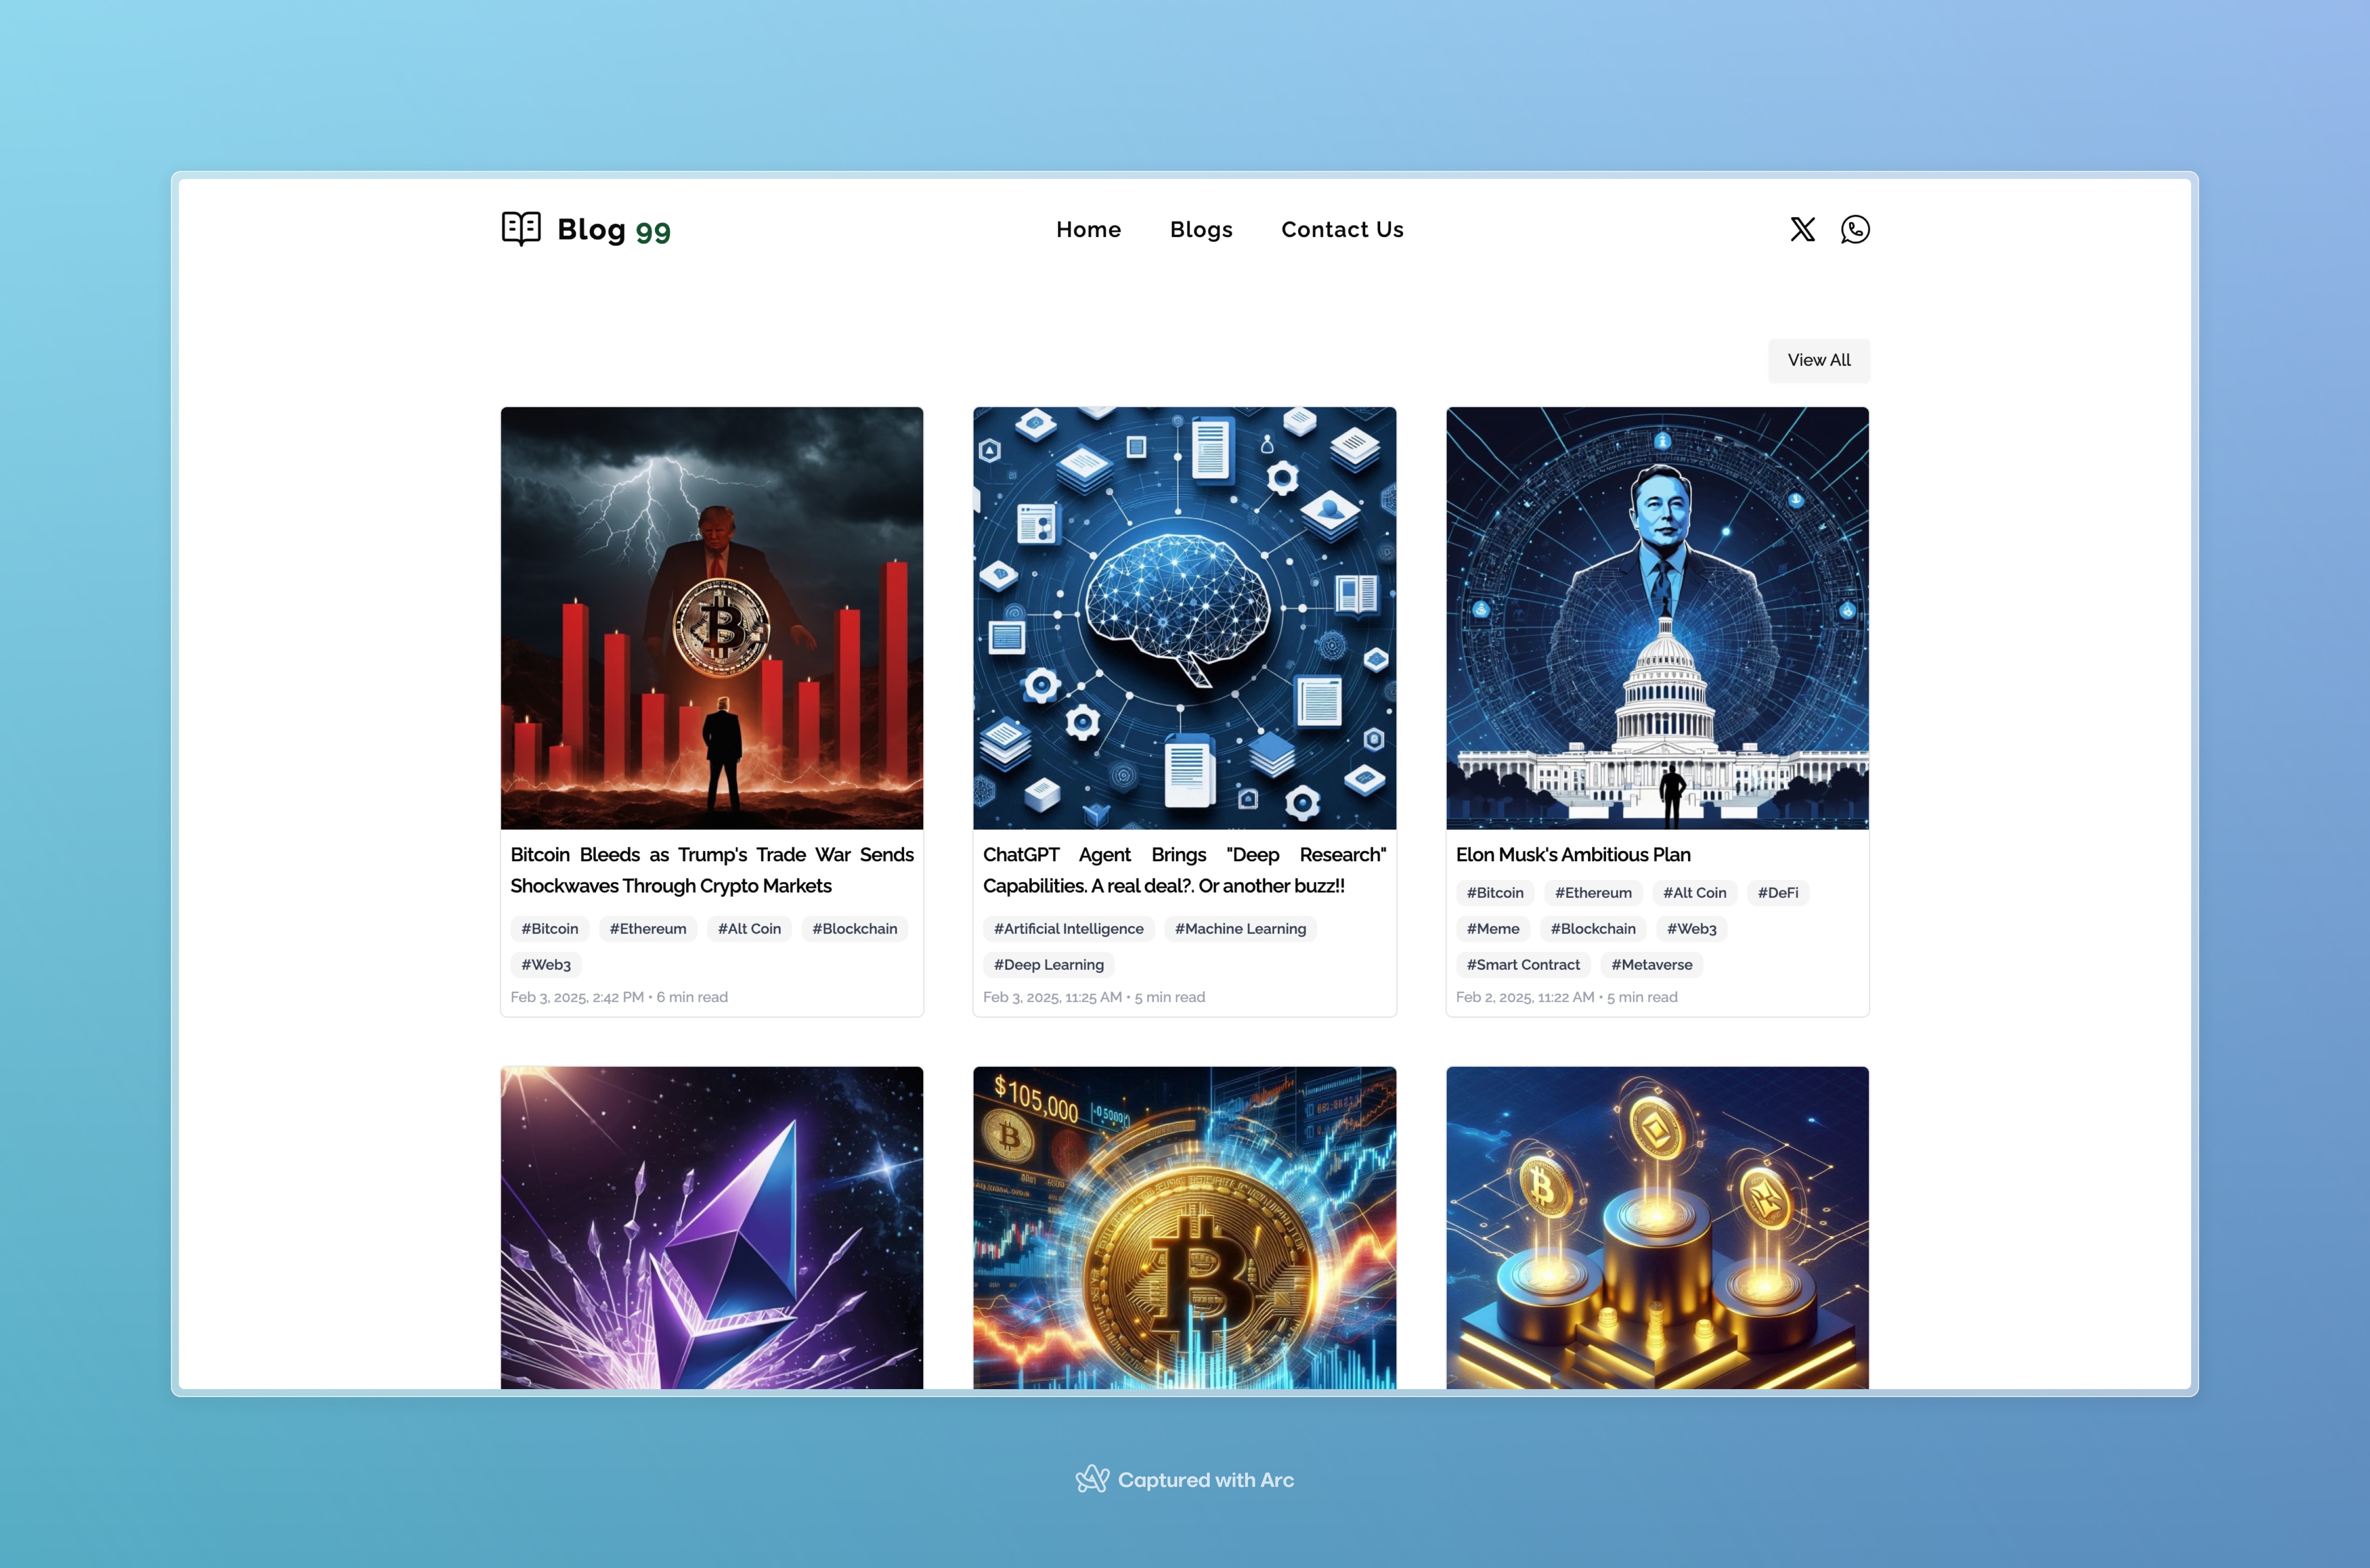 Blog 99
Home Blogs Contact Us
View All
Bitcoin Bleeds as Trump's Trade War Sends
Shockwaves Through Crypto Markets
#Bitcoin #Ethereum #Alt Coin #Blockchain
#Web3
Feb 3, 2025, 2:42 PM • 6 min read
ChatGPT Agent Brings "Deep Research"
Capabilities. A real deal?. Or another buzz!!
#Artificial Intelligence #Machine Learning
#Deep Learning
Feb 3, 2025, 11:25 AM • 5 min read
Elon Musk's Ambitious Plan
#Bitcoin #Ethereum #Alt Coin #DeFi
#Meme #Blockchain #Web3
#Smart Contract #Metaverse
Feb 2, 2025, 11:22 AM • 5 min read
$105,000
Captured with Arc